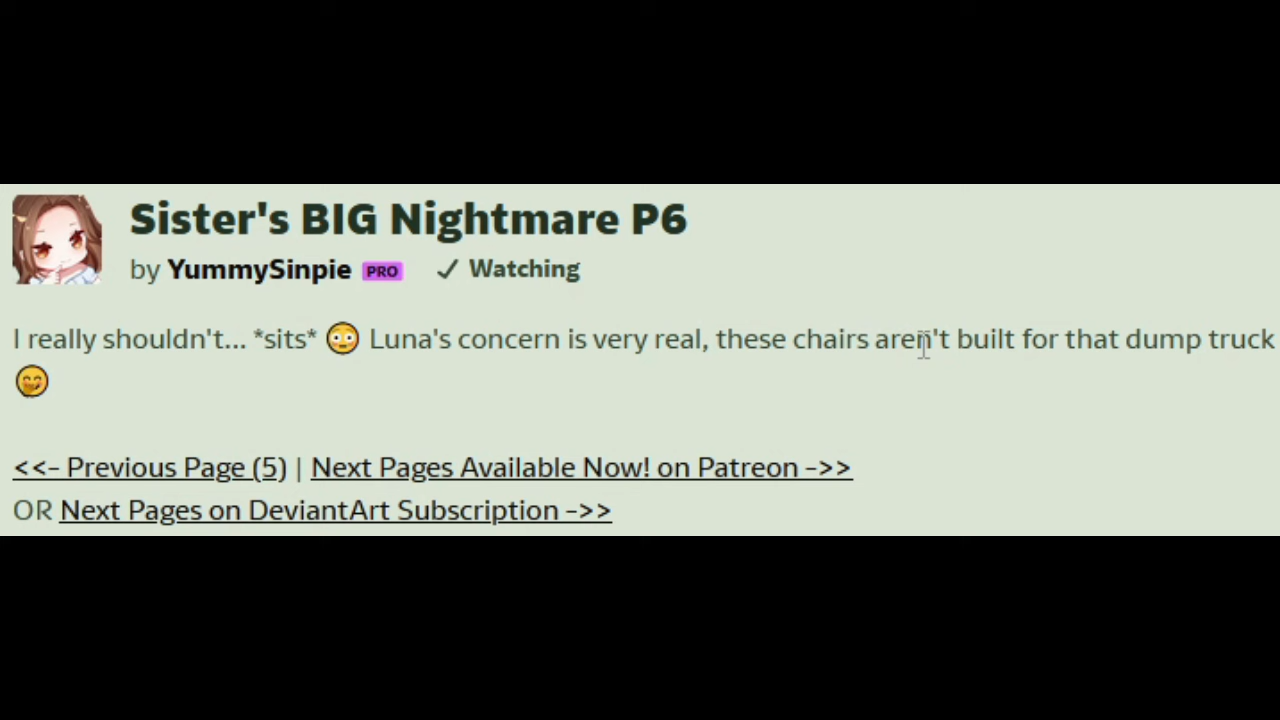 Sister's BIG Nightmare P6
by YummySinpie PRO ✓ Watching
I really shouldn't... *sits* 😳 Luna's concern is very real, these chairs aren't built for that dump truck
🤭
<<- Previous Page (5) | Next Pages Available Now! on Patreon ->>
OR Next Pages on DeviantArt Subscription ->>